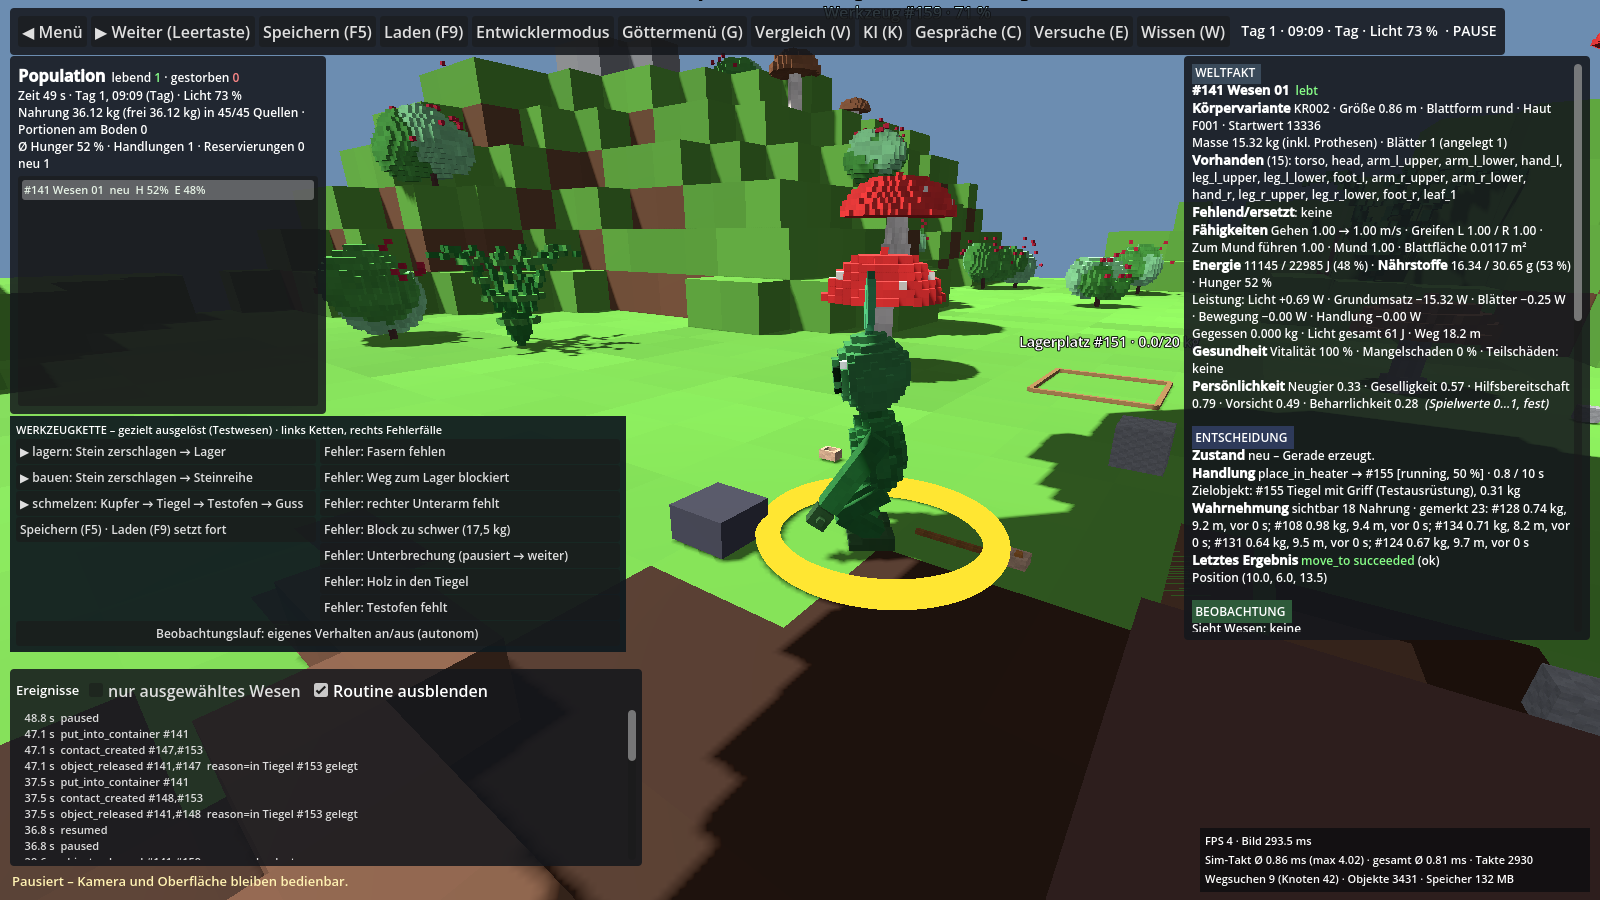 ◀ Menü ▶ Weiter (Leertaste) Speichern (F5) Laden (F9) Entwicklermodus Göttermenü (G) Vergleich (V) KI (K) Gespräche (C) Versuche (E) Wissen (W) Tag 1 · 09:09 · Tag · Licht 73 % · PAUSE
Population lebend 1 · gestorben 0
Zeit 49 s · Tag 1, 09:09 (Tag) · Licht 73 %
Nahrung 36.12 kg (frei 36.12 kg) in 45/45 Quellen ·
Portionen am Boden 0
Ø Hunger 52 % · Handlungen 1 · Reservierungen 0
neu 1
#141 Wesen 01 neu H 52% E 48%
WERKZEUGKETTE – gezielt ausgelöst (Testwesen) · links Ketten, rechts Fehlerfälle
▶ lagern: Stein zerschlagen → Lager
▶ bauen: Stein zerschlagen → Steinreihe
▶ schmelzen: Kupfer → Tiegel → Testofen → Guss
Speichern (F5) · Laden (F9) setzt fort
Fehler: Fasern fehlen
Fehler: Weg zum Lager blockiert
Fehler: rechter Unterarm fehlt
Fehler: Block zu schwer (17,5 kg)
Fehler: Unterbrechung (pausiert → weiter)
Fehler: Holz in den Tiegel
Fehler: Testofen fehlt
Beobachtungslauf: eigenes Verhalten an/aus (autonom)
Ereignisse nur ausgewähltes Wesen Routine ausblenden
48.8 s paused
47.1 s put_into_container #141
47.1 s contact_created #147,#153
47.1 s object_released #141,#147 reason=in Tiegel #153 gelegt
37.5 s put_into_container #141
37.5 s contact_created #148,#153
37.5 s object_released #141,#148 reason=in Tiegel #153 gelegt
36.8 s resumed
36.8 s paused
Pausiert – Kamera und Oberfläche bleiben bedienbar.
Lagerplatz #151 · 0.0/20
WELTFAKT
#141 Wesen 01 lebt
Körpervariante KR002 · Größe 0.86 m · Blattform rund · Haut
F001 · Startwert 13336
Masse 15.32 kg (inkl. Prothesen) · Blätter 1 (angelegt 1)
Vorhanden (15): torso, head, arm_l_upper, arm_l_lower, hand_l,
leg_l_upper, leg_l_lower, foot_l, arm_r_upper, arm_r_lower,
hand_r, leg_r_upper, leg_r_lower, foot_r, leaf_1
Fehlend/ersetzt: keine
Fähigkeiten Gehen 1.00 → 1.00 m/s · Greifen L 1.00 / R 1.00 ·
Zum Mund führen 1.00 · Mund 1.00 · Blattfläche 0.0117 m²
Energie 11145 / 22985 J (48 %) · Nährstoffe 16.34 / 30.65 g (53 %)
· Hunger 52 %
Leistung: Licht +0.69 W · Grundumsatz −15.32 W · Blätter −0.25 W
· Bewegung −0.00 W · Handlung −0.00 W
Gegessen 0.000 kg · Licht gesamt 61 J · Weg 18.2 m
Gesundheit Vitalität 100 % · Mangelschaden 0 % · Teilschäden:
keine
Persönlichkeit Neugier 0.33 · Geselligkeit 0.57 · Hilfsbereitschaft
0.79 · Vorsicht 0.49 · Beharrlichkeit 0.28 (Spielwerte 0…1, fest)
ENTSCHEIDUNG
Zustand neu – Gerade erzeugt.
Handlung place_in_heater → #155 [running, 50 %] · 0.8 / 10 s
Zielobjekt: #155 Tiegel mit Griff (Testausrüstung), 0.31 kg
Wahrnehmung sichtbar 18 Nahrung · gemerkt 23: #128 0.74 kg,
9.2 m, vor 0 s; #108 0.98 kg, 9.4 m, vor 0 s; #134 0.71 kg, 8.2 m, vor
0 s; #131 0.64 kg, 9.5 m, vor 0 s; #124 0.67 kg, 9.7 m, vor 0 s
Letztes Ergebnis move_to succeeded (ok)
Position (10.0, 6.0, 13.5)
BEOBACHTUNG
Sieht Wesen: keine
FPS 4 · Bild 293.5 ms
Sim-Takt Ø 0.86 ms (max 4.02) · gesamt Ø 0.81 ms · Takte 2930
Wegsuchen 9 (Knoten 42) · Objekte 3431 · Speicher 132 MB